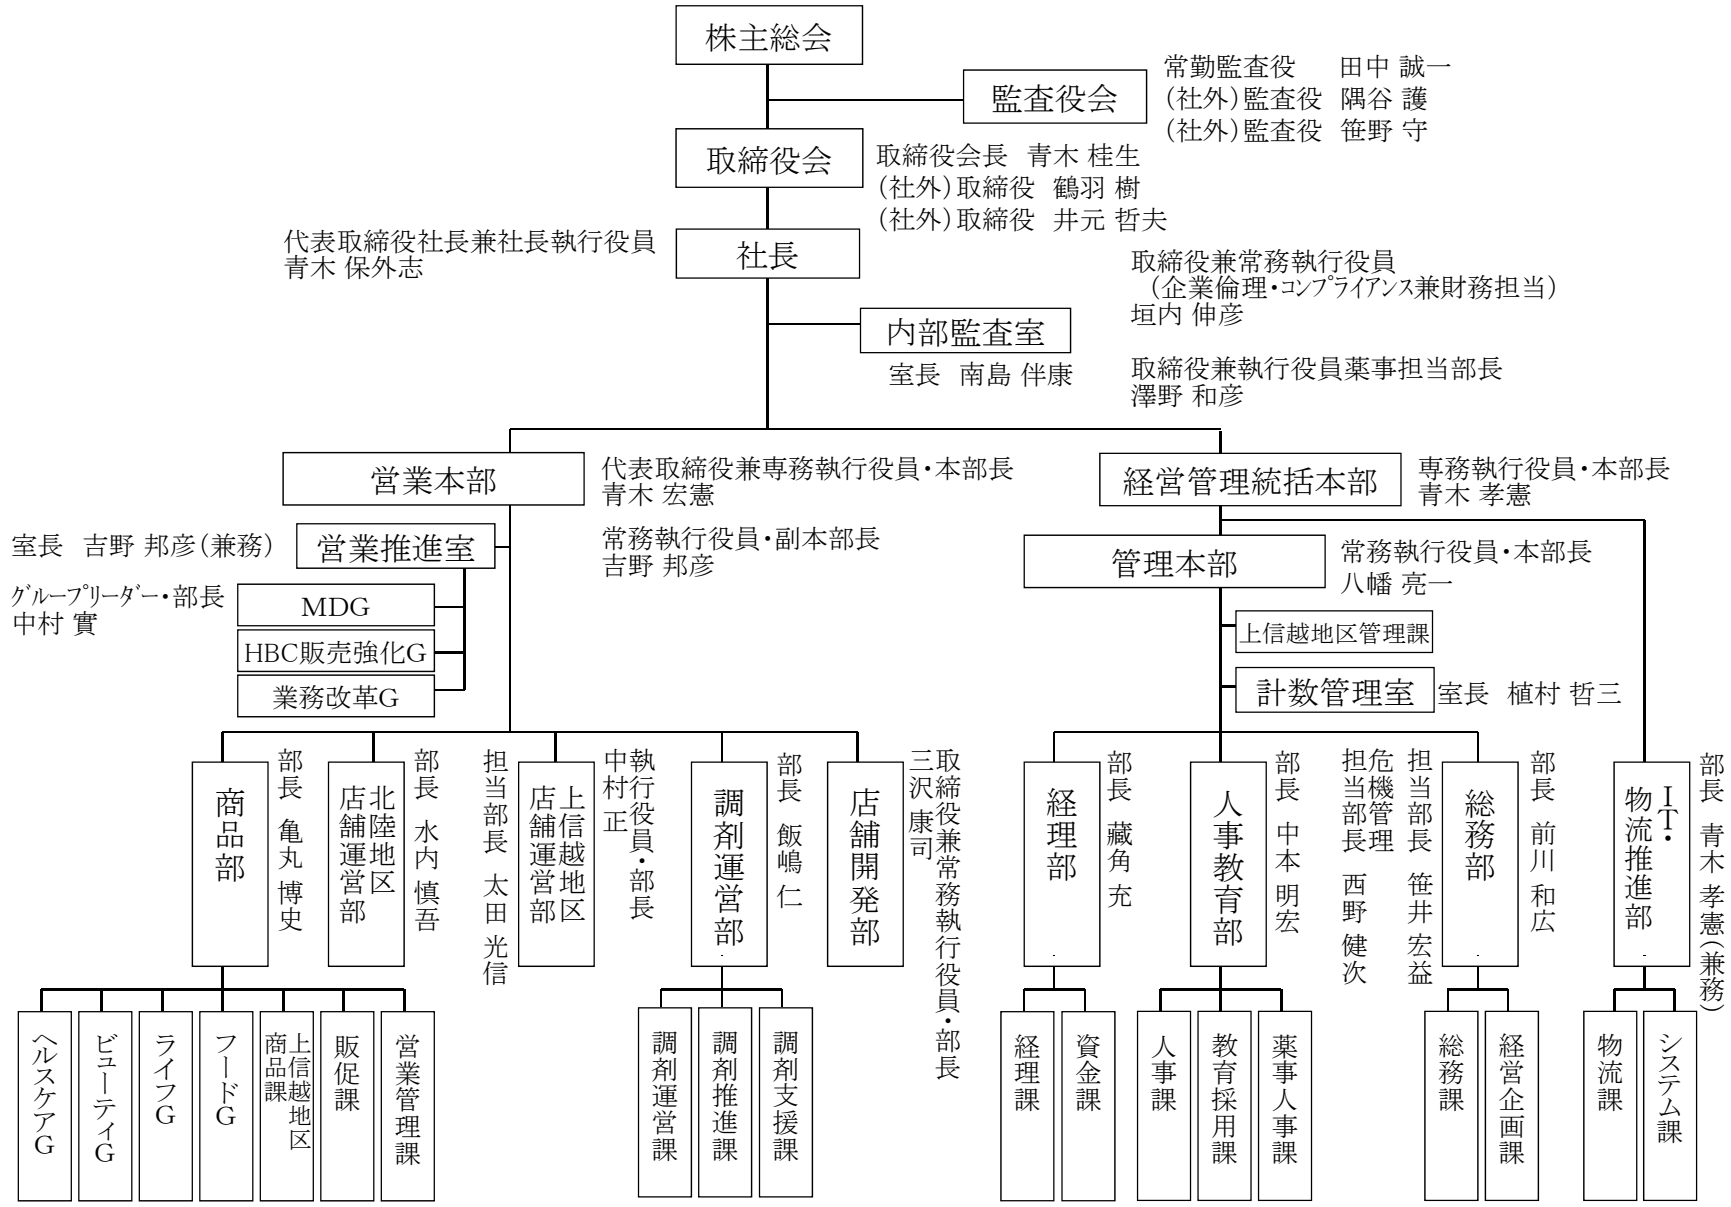 株主総会
監査役会
常勤監査役　田中 誠一
(社外)監査役　隅谷 護
(社外)監査役　笹野 守
取締役会
取締役会長　青木 桂生
(社外)取締役　鶴羽 樹
(社外)取締役　井元 哲夫
代表取締役社長兼社長執行役員
青木 保外志
社長
取締役兼常務執行役員
(企業倫理・コンプライアンス兼財務担当)
垣内 伸彦
内部監査室
室長　南島 伴康
取締役兼執行役員薬事担当部長
澤野 和彦
営業本部
代表取締役兼専務執行役員・本部長
青木 宏憲
経営管理統括本部
専務執行役員・本部長
青木 孝憲
室長　吉野 邦彦(兼務)
営業推進室
常務執行役員・副本部長
吉野 邦彦
管理本部
常務執行役員・本部長
八幡 亮一
グループリーダー・部長
中村 實
MDG
HBC販売強化G
業務改革G
上信越地区管理課
計数管理室
室長　植村 哲三
商品部
部長 亀丸 博史
北陸地区
店舗運営部
部長 水内 慎吾
担当部長 太田 光信
上信越地区
店舗運営部
執行役員・部長
中村 正
調剤運営部
部長 飯嶋 仁
店舗開発部
取締役兼常務執行役員・部長
三沢 康司
経理部
部長 藏角 充
人事教育部
部長 中本 明宏
危機管理
担当部長 西野 健次
担当部長 笹井 宏益
総務部
部長 前川 和広
IT・
物流推進部
部長 青木 孝憲(兼務)
ヘルスケアG
ビューティG
ライフG
フードG
上信越地区
商品課
販促課
営業管理課
調剤運営課
調剤推進課
調剤支援課
経理課
資金課
人事課
教育採用課
薬事人事課
総務課
経営企画課
物流課
システム課